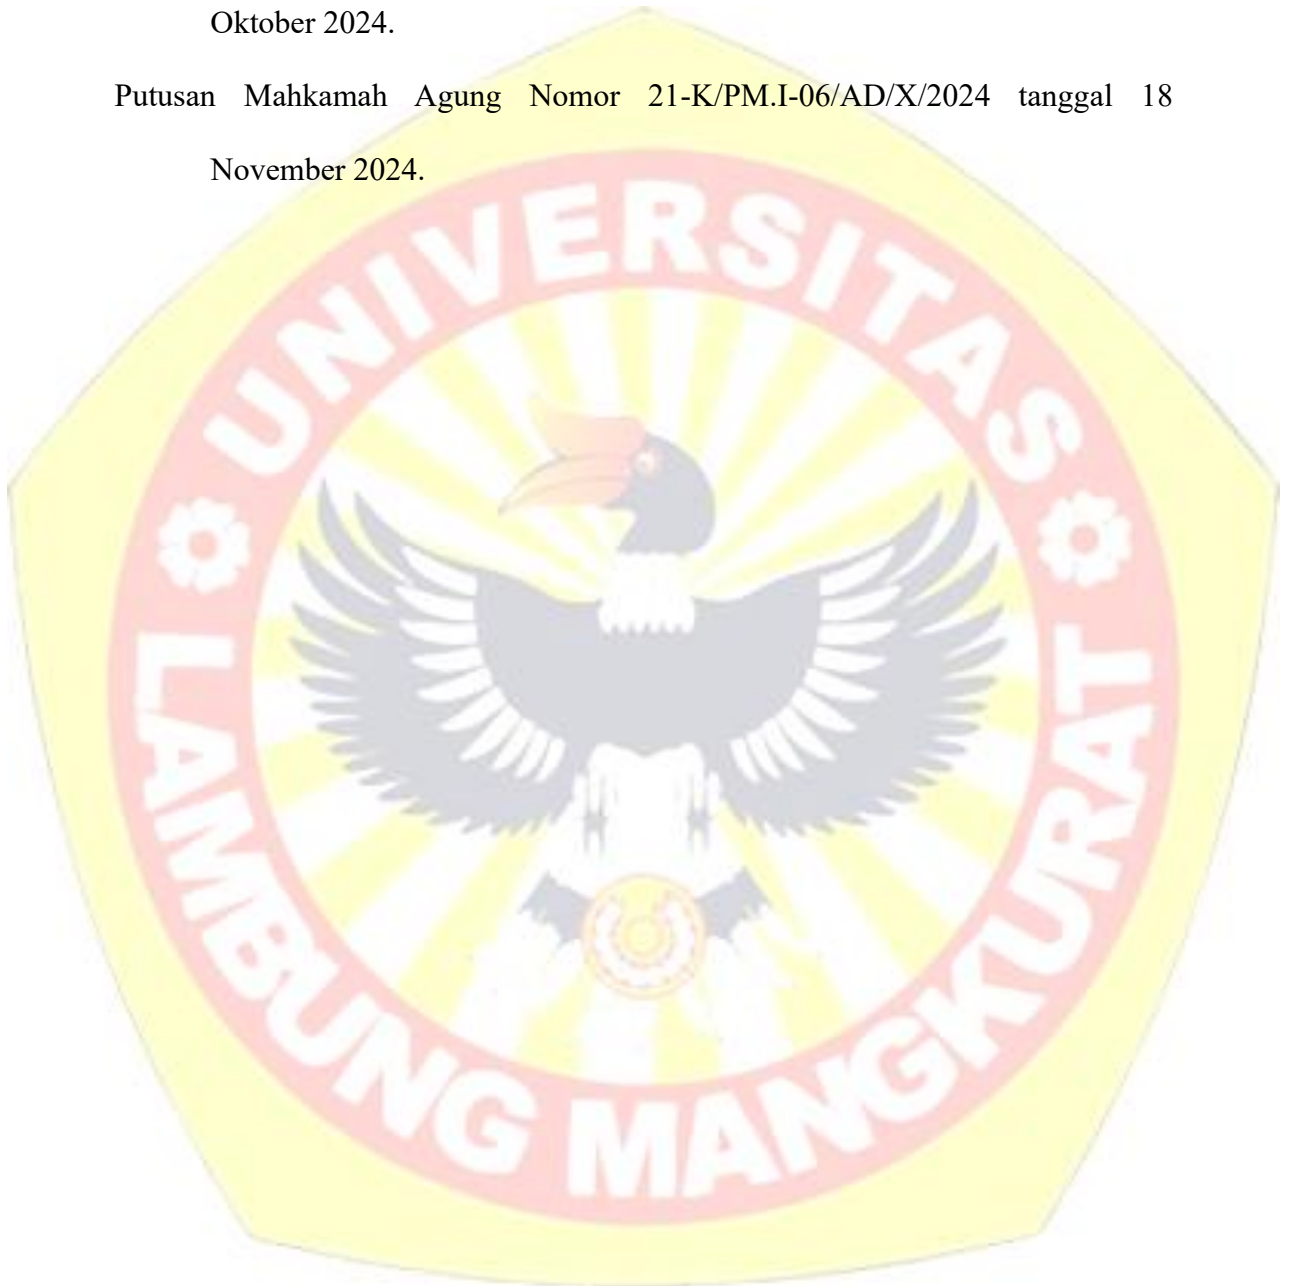 Oktober 2024.
Putusan Mahkamah Agung Nomor 21-K/PM.I-06/AD/X/2024 tanggal 18
November 2024.
UNIVERSITAS
LAMBUNG MANGKURAT